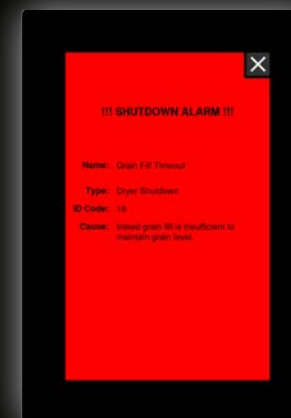 !!! SHUTDOWN ALARM !!!
Name: Grain Fill Timeout
Type: Dryer Shutdown
ID Code: 16
Cause: Infeed grain fill is insufficient to
maintain grain level.